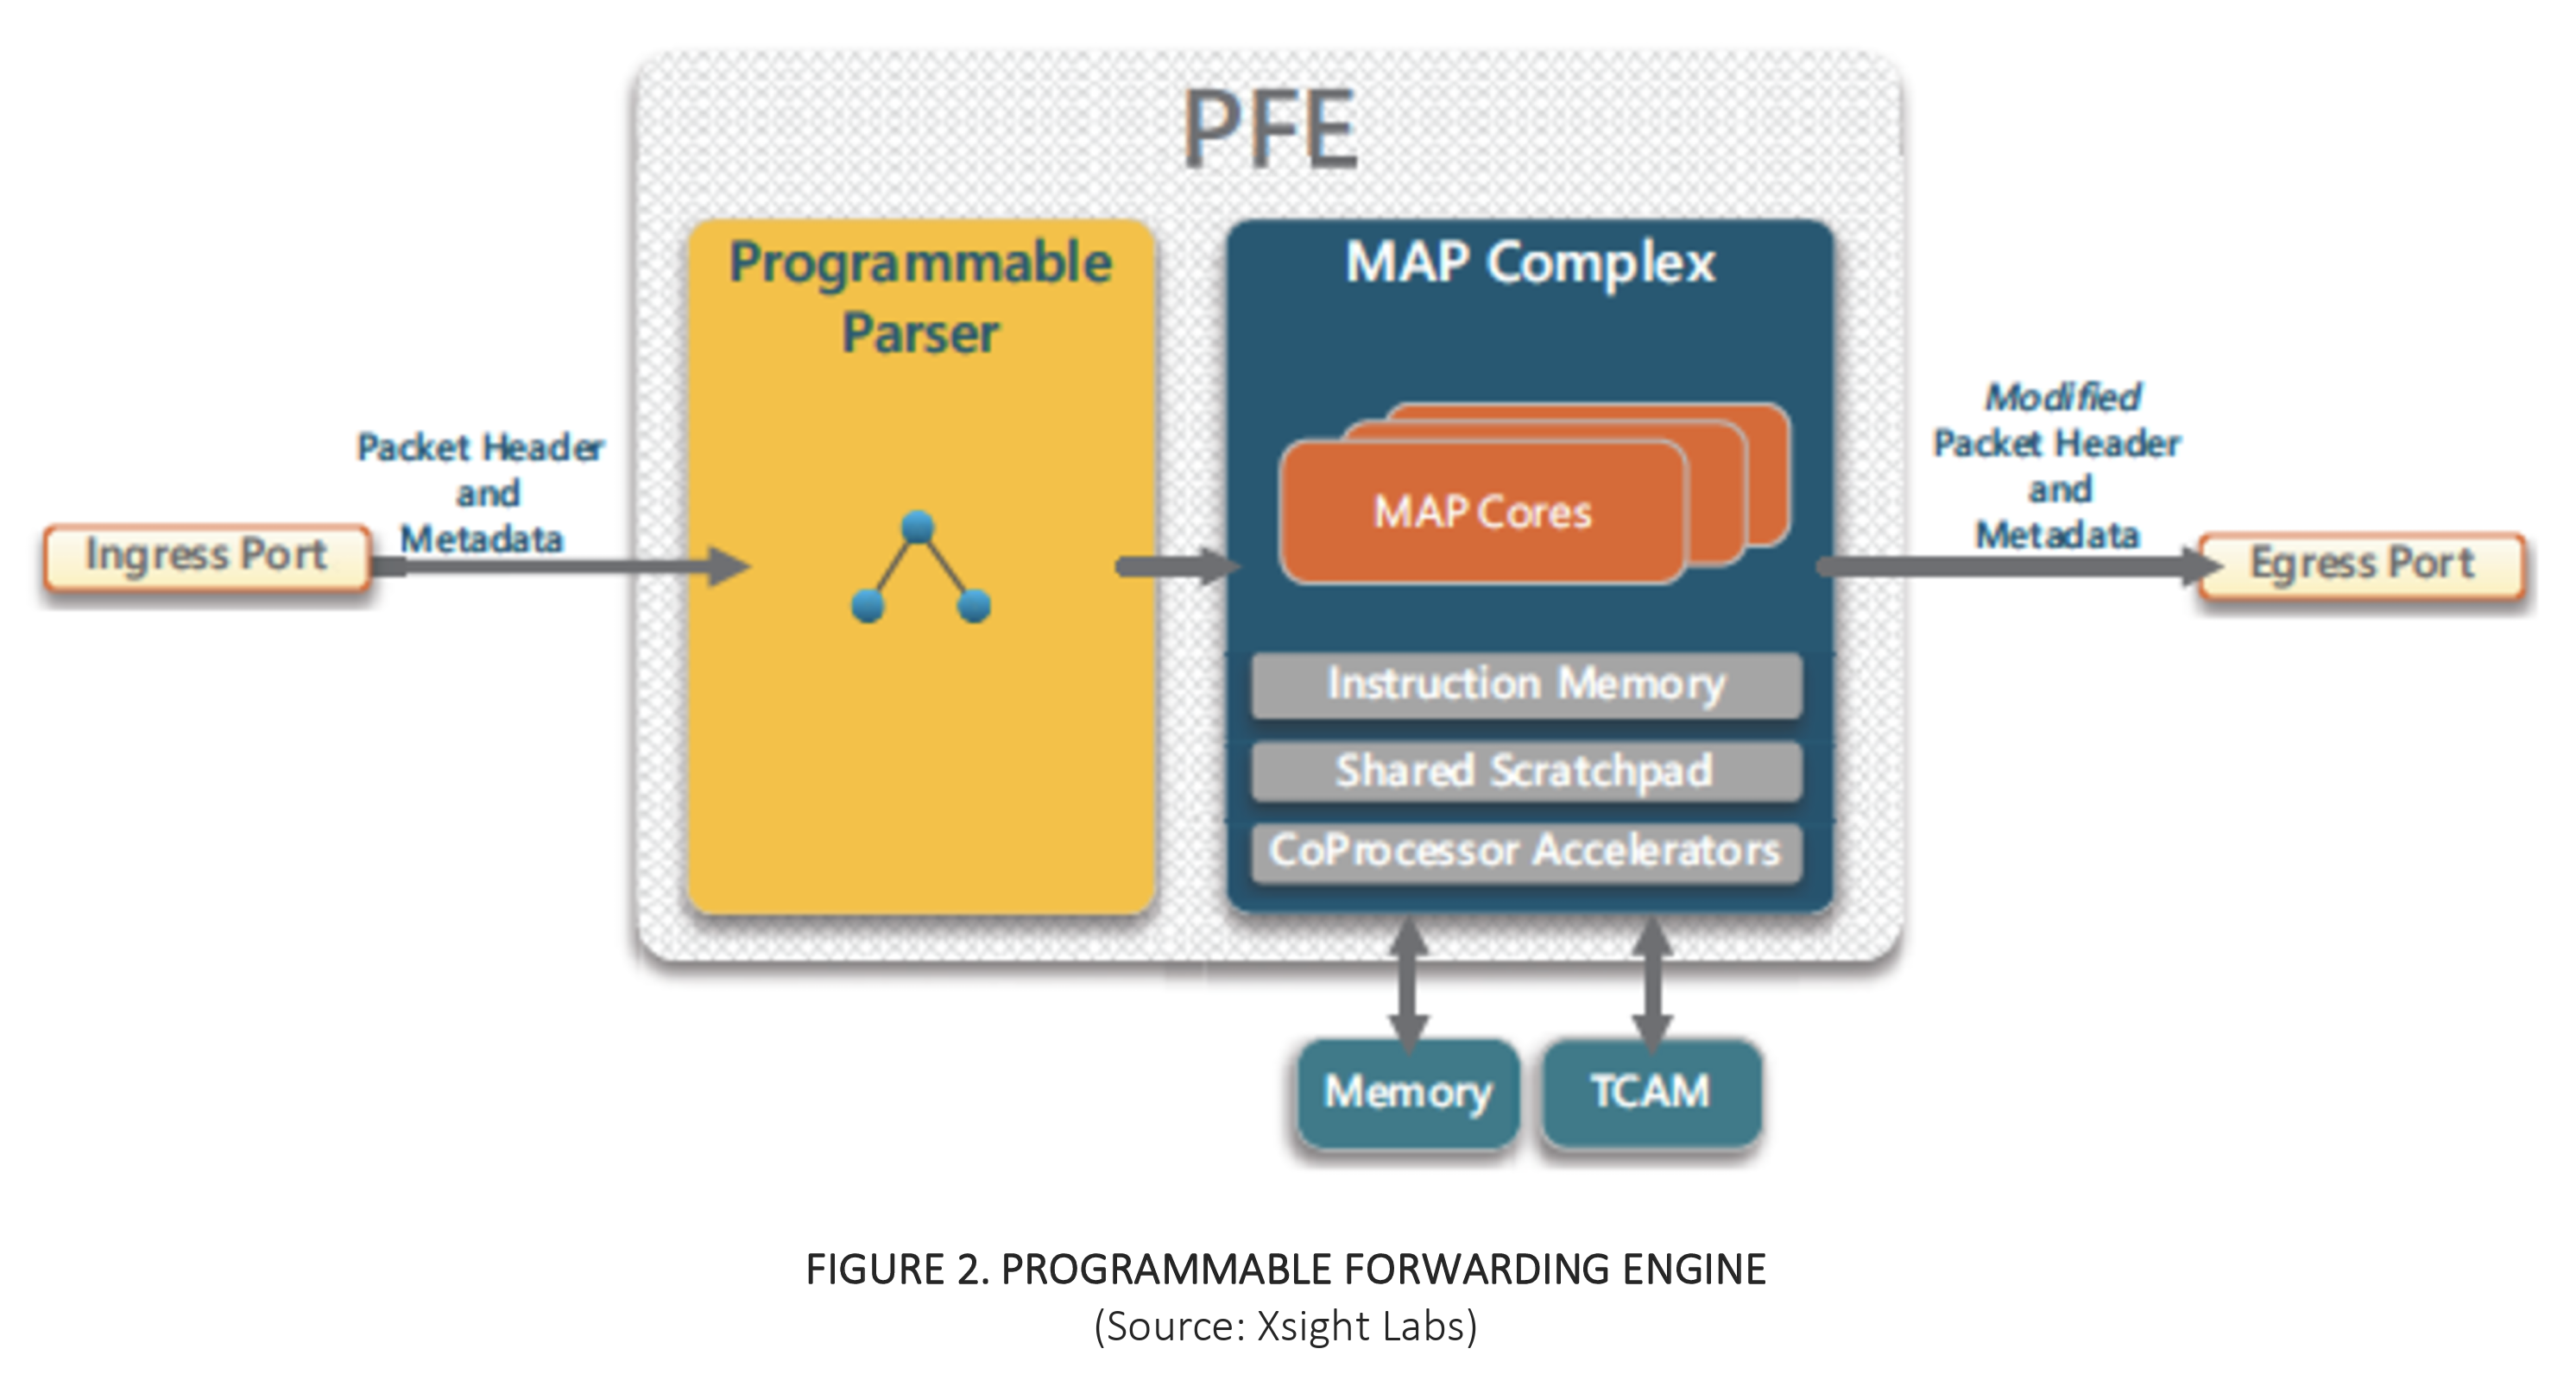 PFE
Programmable
Parser
MAP Complex
Packet Header
and
Metadata
Ingress Port
MAP Cores
Modified
Packet Header
and
Metadata
Egress Port
Instruction Memory
Shared Scratchpad
CoProcessor Accelerators
Memory
TCAM
FIGURE 2. PROGRAMMABLE FORWARDING ENGINE
(Source: Xsight Labs)